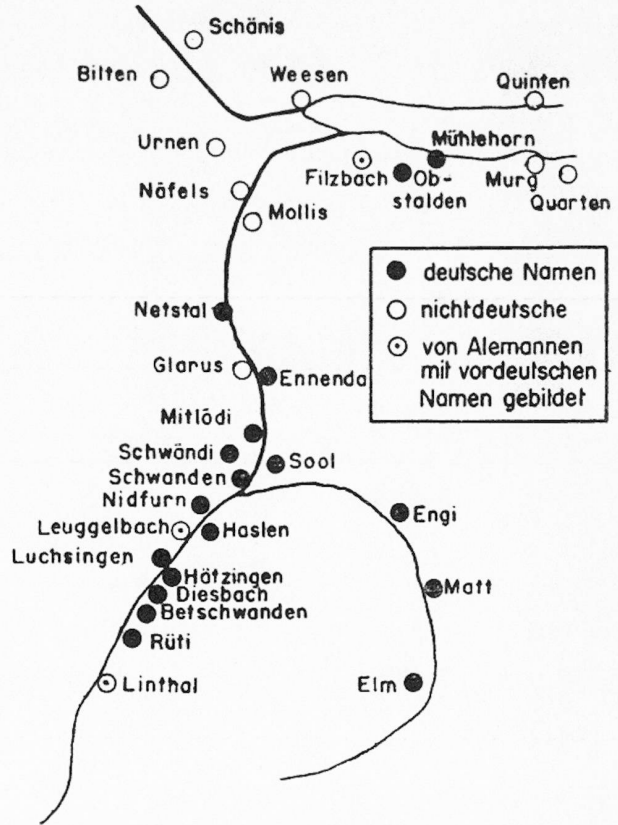 Schänis
Bilten
Weesen
Quinten
Urnen
Mühlehorn
Filzbach
Ob-
stalden
Murg
Quarten
Näfels
Mollis
deutsche Namen
nichtdeutsche
von Alemannen
mit vordeutschen
Namen gebildet
Netstal
Glarus
Ennenda
Mitlödi
Schwändi
Sool
Schwanden
Nidfurn
Engi
Leuggelbach
Haslen
Luchsingen
Hötzingen
Diesbach
Matt
Betschwanden
Rüti
Linthal
Elm